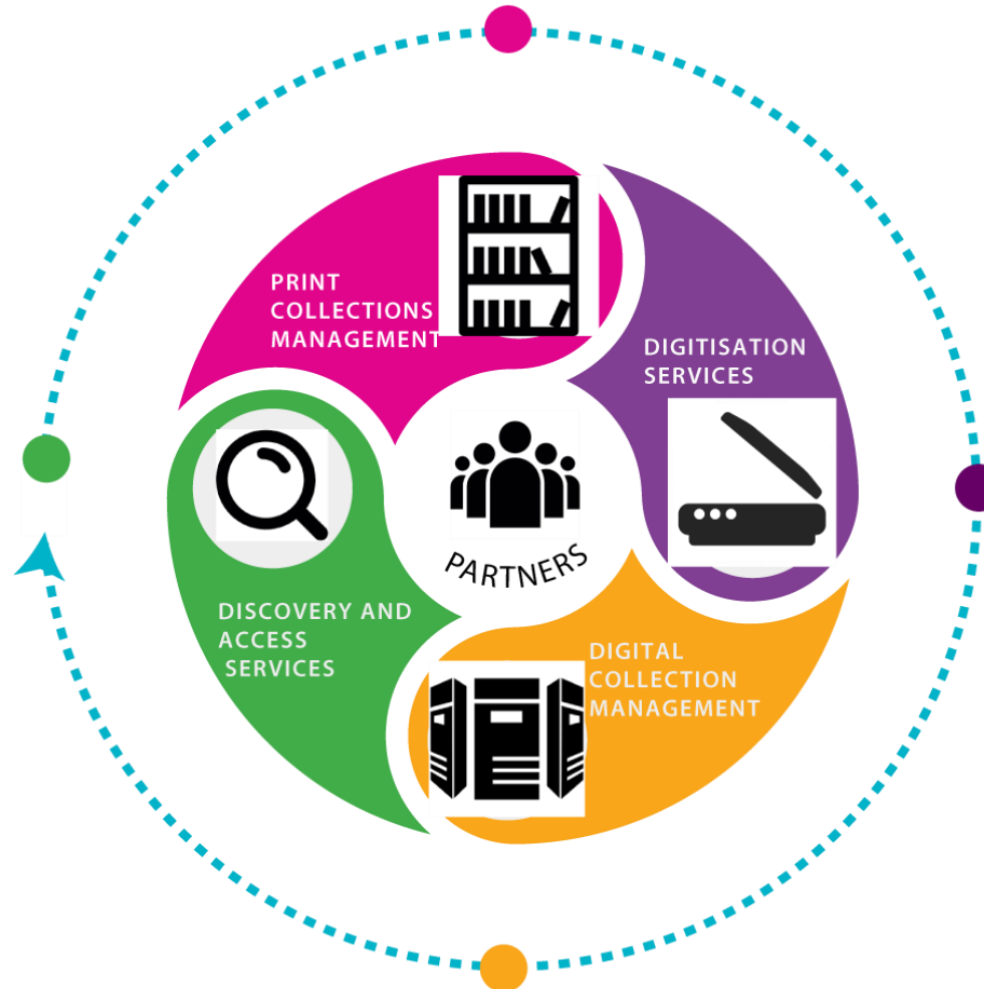 PRINT
COLLECTIONS
MANAGEMENT
DIGITISATION
SERVICES
PARTNERS
DISCOVERY AND
ACCESS
SERVICES
DIGITAL
COLLECTION
MANAGEMENT